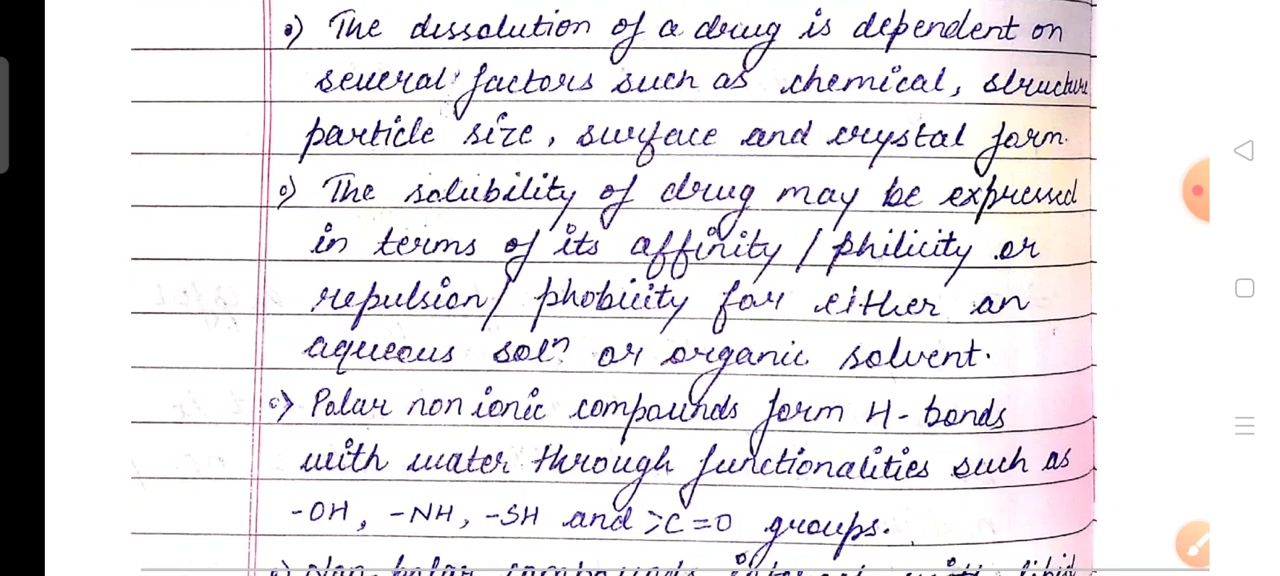 The dissolution of a drug is dependent on
several factors such as chemical, structure
particle size, surface and crystal form.
The solubility of drug may be expressed
in terms of its affinity / philicity or
repulsion / phobicity for either an
aqueous solⁿ or organic solvent.
Polar non ionic compounds form H-bonds
with water through functionalities such as
-OH, -NH, -SH and >C=O groups.
Non-polar compounds